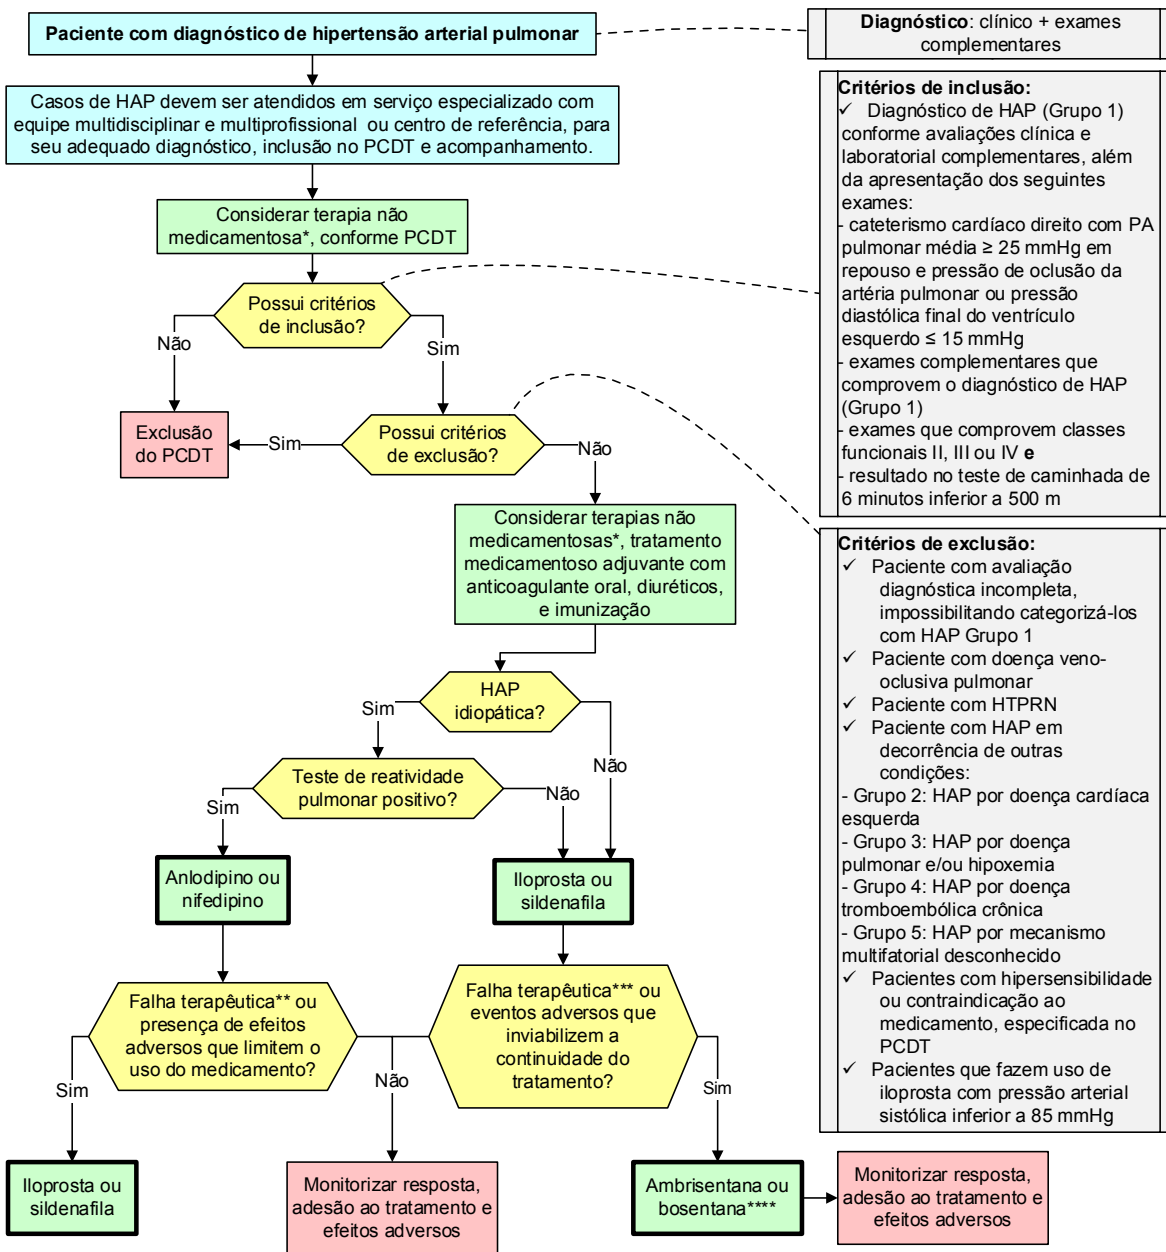 Paciente com diagnóstico de hipertensão arterial pulmonar
Diagnóstico: clínico + exames
complementares
Casos de HAP devem ser atendidos em serviço especializado com
equipe multidisciplinar e multiprofissional ou centro de referência, para
seu adequado diagnóstico, inclusão no PCDT e acompanhamento.
Considerar terapia não
medicamentosa*, conforme PCDT
Possui critérios
de inclusão?
Não
Sim
Exclusão
do PCDT
Sim
Possui critérios
de exclusão?
Não
Critérios de inclusão:
✓ Diagnóstico de HAP (Grupo 1)
conforme avaliações clínica e
laboratorial complementares, além
da apresentação dos seguintes
exames:
- cateterismo cardíaco direito com PA
pulmonar média ≥ 25 mmHg em
repouso e pressão de oclusão da
artéria pulmonar ou pressão
diastólica final do ventrículo
esquerdo ≤ 15 mmHg
- exames complementares que
comprovem o diagnóstico de HAP
(Grupo 1)
- exames que comprovem classes
funcionais II, III ou IV e
- resultado no teste de caminhada de
6 minutos inferior a 500 m
Considerar terapias não
medicamentosas*, tratamento
medicamentoso adjuvante com
anticoagulante oral, diuréticos,
e imunização
HAP
idiopática?
Sim
Não
Teste de reatividade
pulmonar positivo?
Sim
Não
Anlodipino ou
nifedipino
Iloprosta ou
sildenafila
Critérios de exclusão:
✓ Paciente com avaliação
diagnóstica incompleta,
impossibilitando categorizá-los
com HAP Grupo 1
✓ Paciente com doença veno-
oclusiva pulmonar
✓ Paciente com HTPRN
✓ Paciente com HAP em
decorrência de outras
condições:
- Grupo 2: HAP por doença cardíaca
esquerda
- Grupo 3: HAP por doença
pulmonar e/ou hipoxemia
- Grupo 4: HAP por doença
tromboembólica crônica
- Grupo 5: HAP por mecanismo
multifatorial desconhecido
✓ Pacientes com hipersensibilidade
ou contraindicação ao
medicamento, especificada no
PCDT
✓ Pacientes que fazem uso de
iloprosta com pressão arterial
sistólica inferior a 85 mmHg
Falha terapêutica** ou
presença de efeitos
adversos que limitem o
uso do medicamento?
Falha terapêutica*** ou
eventos adversos que
inviabilizem a
continuidade do
tratamento?
Sim
Não
Sim
Iloprosta ou
sildenafila
Monitorizar resposta,
adesão ao tratamento e
efeitos adversos
Ambrisentana ou
bosentana****
Monitorizar resposta,
adesão ao tratamento e
efeitos adversos